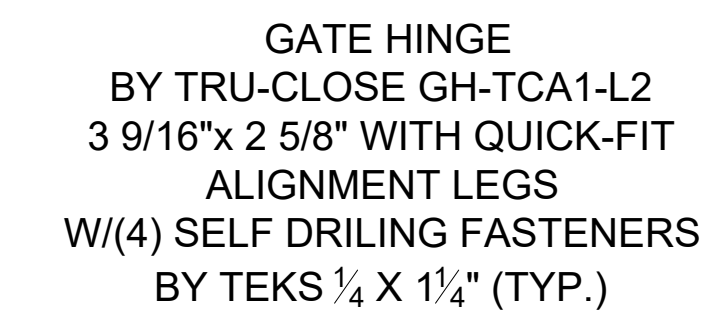 GATE HINGE
BY TRU-CLOSE GH-TCA1-L2
3 9/16"x 2 5/8" WITH QUICK-FIT
ALIGNMENT LEGS
W/(4) SELF DRILING FASTENERS
BY TEKS ¼ X 1¼" (TYP.)